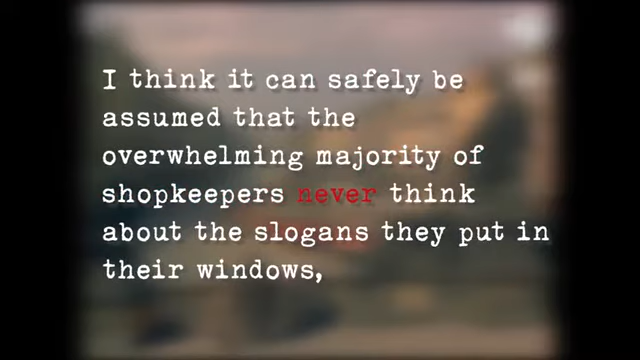 I think it can safely be
assumed that the
overwhelming majority of
shopkeepers never think
about the slogans they put in
their windows,